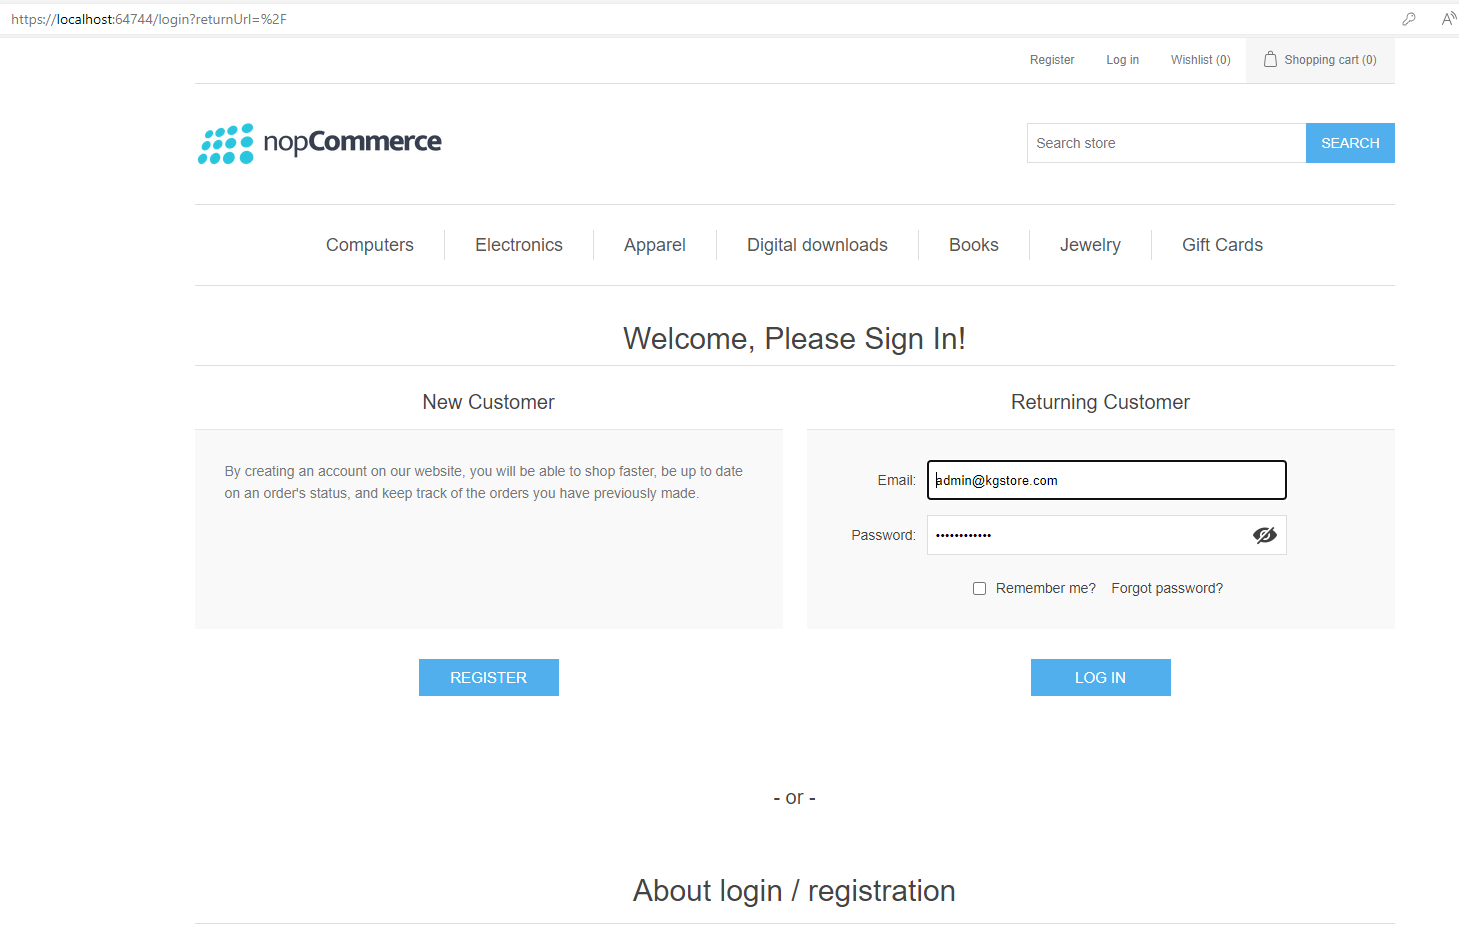 https://localhost:64744/login?returnUrl=%2F
Register Log in Wishlist (0) Shopping cart (0)
nopCommerce
Search store SEARCH
Computers Electronics Apparel Digital downloads Books Jewelry Gift Cards
Welcome, Please Sign In!
New Customer
By creating an account on our website, you will be able to shop faster, be up to date
on an order's status, and keep track of the orders you have previously made.
REGISTER
Returning Customer
Email: admin@kgstore.com
Password: ••••••••••••
Remember me? Forgot password?
LOG IN
- or -
About login / registration